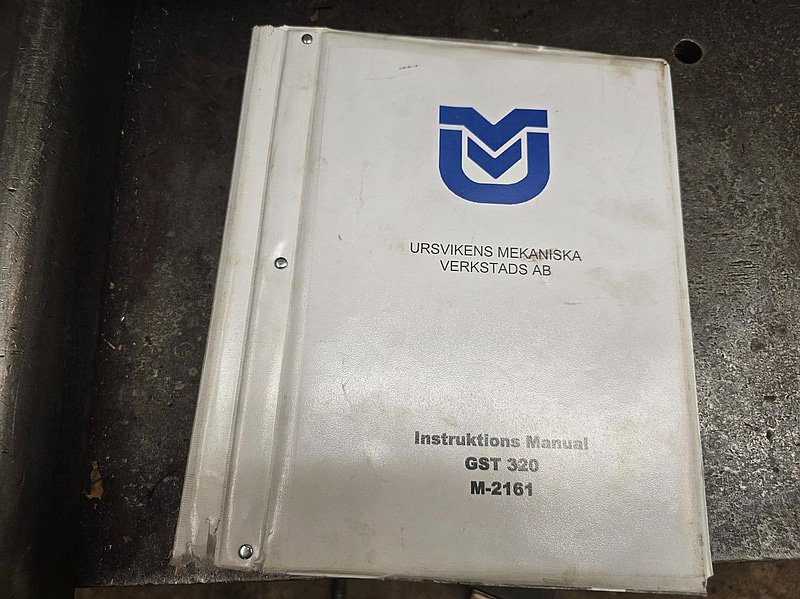 URSVIKENS MEKANISKA
VERKSTADS AB
Instruktions Manual
GST 320
M-2161